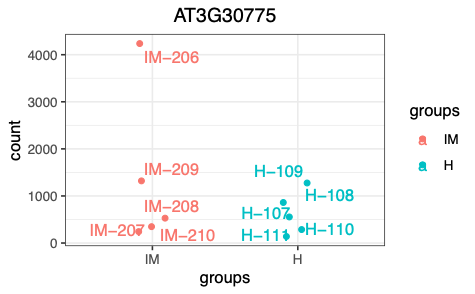 AT3G30775
count
4000
3000
2000
1000
0
IM−206
IM−209
IM−208
IM−207
IM−210
H−109
H−108
H−107
H−111
H−110
IM
H
groups
groups
a IM
a H